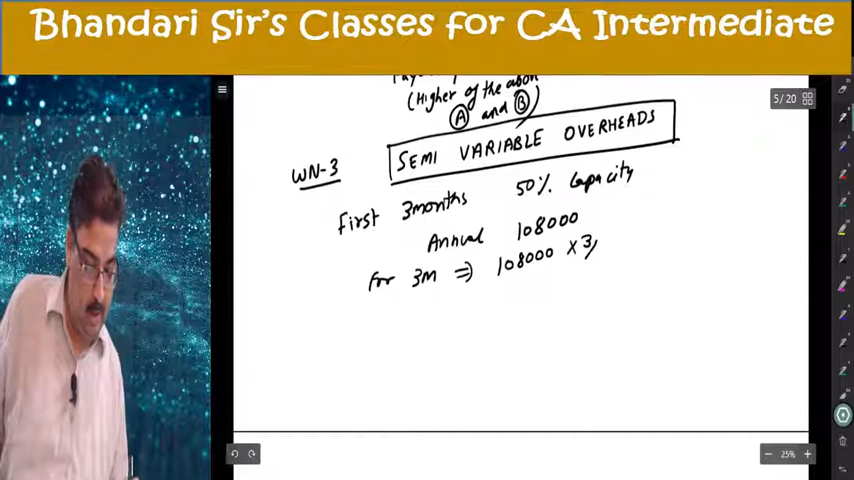 Bhandari Sir's Classes for CA Intermediate
(Higher of the above
A and B)
5/20
WN-3 SEMI VARIABLE OVERHEADS
First 3months 50% Capacity
Annual 108000
For 3M ⇒ 108000 × 3/
25%